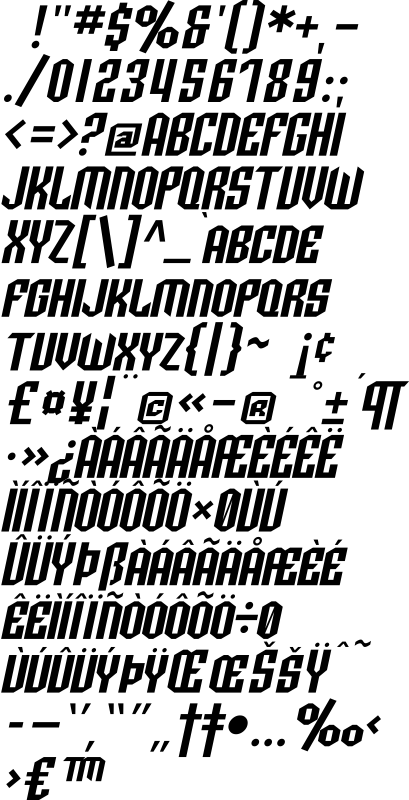 !"#$%&'()*+,-
./0123456789:;
<=>?@ABCDEFGHI
JKLMNOPQRSTUVW
XYZ[\]^_`ABCDE
FGHIJKLMNOPQRS
TUVWXYZ{|}~ ¡¢
£¤¥¦¨©«-®°±´¶
·»¿ÀÁÂÃÄÅÆÈÉÊË
ÌÍÎÏÑÒÓÔÕÖ×ØÙÚ
ÛÜÝÞßÀÁÂÃÄÅÆÈÉ
ÊËÌÍÎÏÑÒÓÔÕÖ÷Ø
ÙÚÛÜÝÞŸŒœŠšŸˆ˜
–—‘’‚“”„†‡•…‰‹
›€™